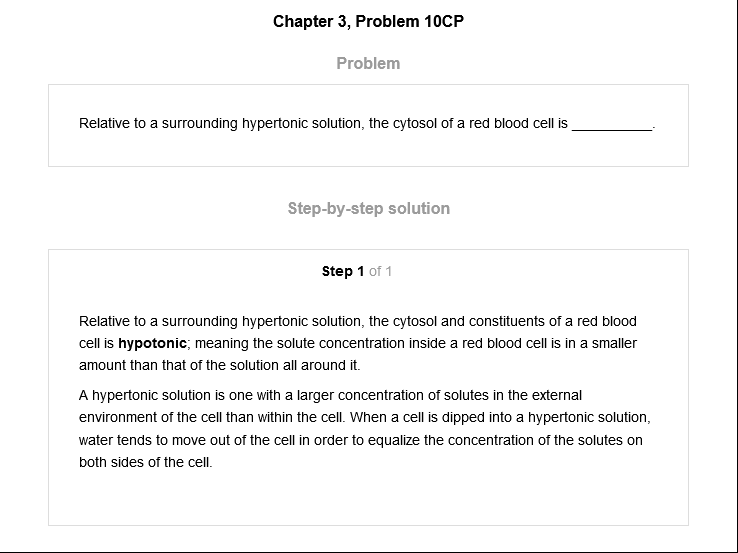 Chapter 3, Problem 10CP
Problem
Relative to a surrounding hypertonic solution, the cytosol of a red blood cell is __________.
Step-by-step solution
Step 1 of 1
Relative to a surrounding hypertonic solution, the cytosol and constituents of a red blood
cell is hypotonic; meaning the solute concentration inside a red blood cell is in a smaller
amount than that of the solution all around it.
A hypertonic solution is one with a larger concentration of solutes in the external
environment of the cell than within the cell. When a cell is dipped into a hypertonic solution,
water tends to move out of the cell in order to equalize the concentration of the solutes on
both sides of the cell.